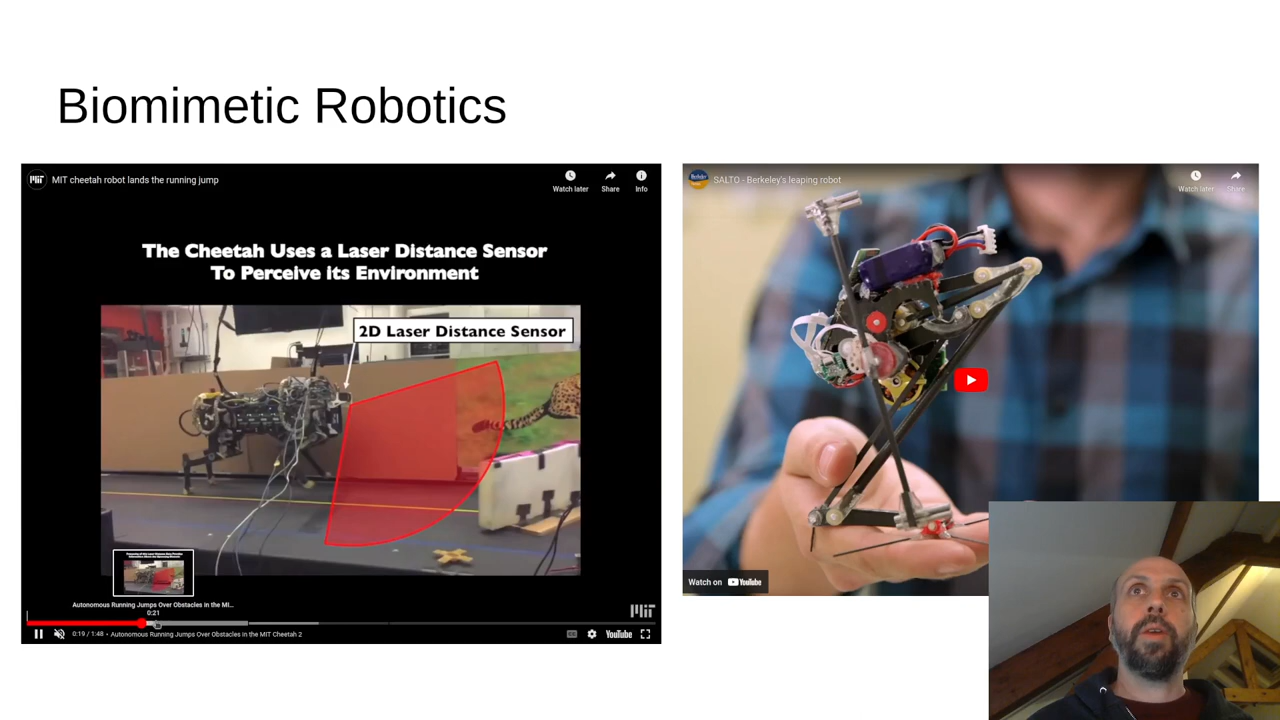 Biomimetic Robotics
MIT cheetah robot lands the running jump
Watch later
Share
Info
The Cheetah Uses a Laser Distance Sensor
To Perceive its Environment
2D Laser Distance Sensor
Autonomous Running Jumps Over Obstacles in the MI...
0:21
0:19 / 1:48 • Autonomous Running Jumps Over Obstacles in the MIT Cheetah 2
CC
YouTube
MIT
Berkeley
SALTO - Berkeley's leaping robot
Watch later
Share
Watch on YouTube